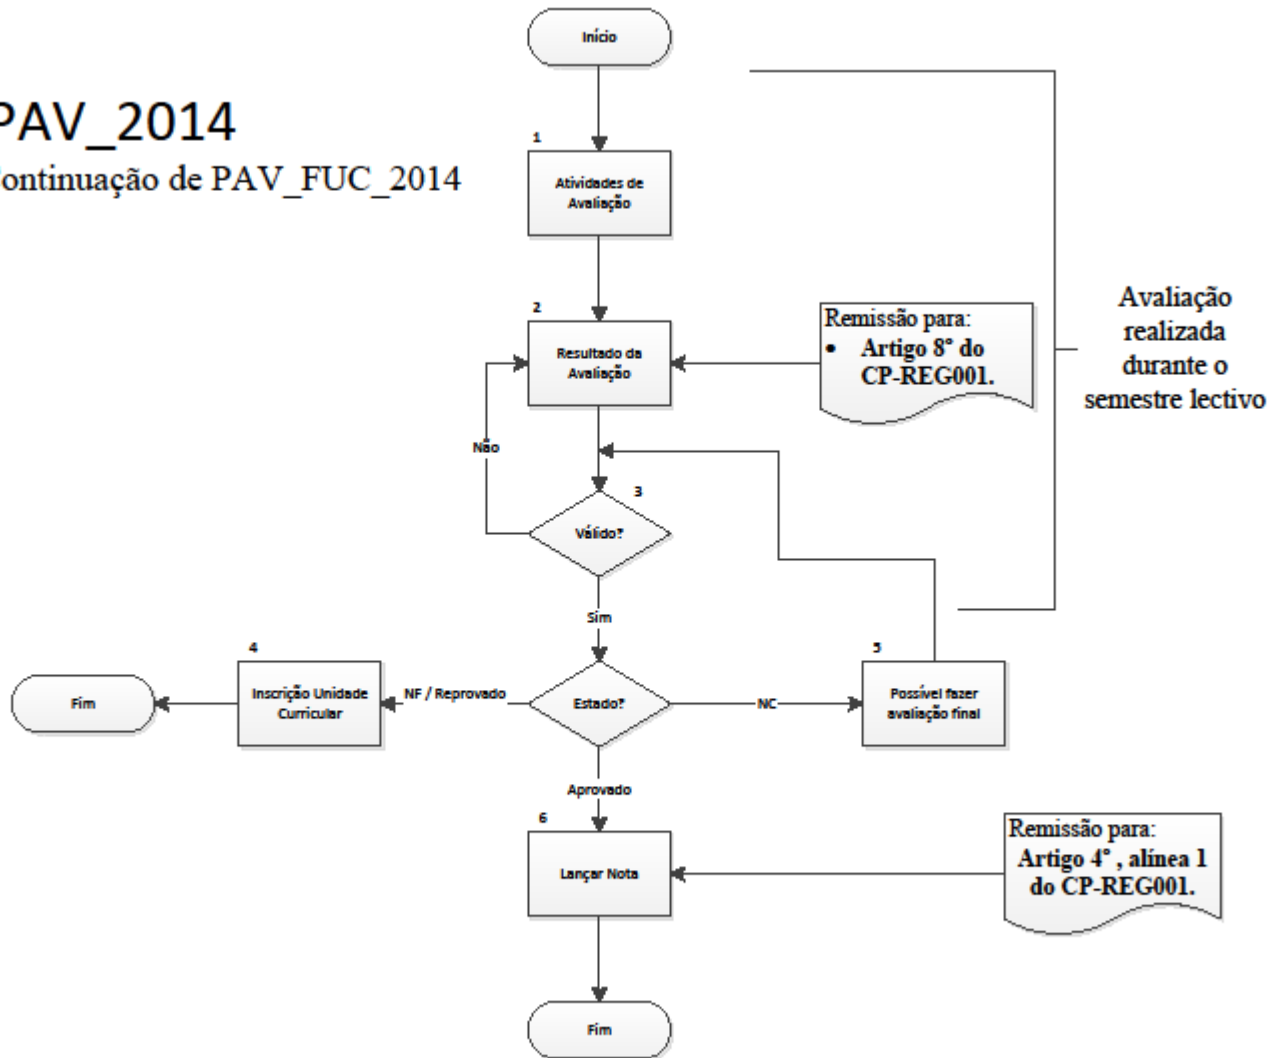 Início
PAV_2014
ontinuação de PAV_FUC_2014
1
Atividades de
Avaliação
2
Resultado da
Avaliação
Remissão para:
• Artigo 8° do
CP-REG001.
Avaliação
realizada
durante o
semestre lectivo
Não
3
Válido?
Sim
4
Inscrição Unidade
Curricular
Fim
NF / Reprovado
Estado?
NC
5
Possível fazer
avaliação final
Aprovado
6
Lançar Nota
Remissão para:
Artigo 4° , alínea 1
do CP-REG001.
Fim